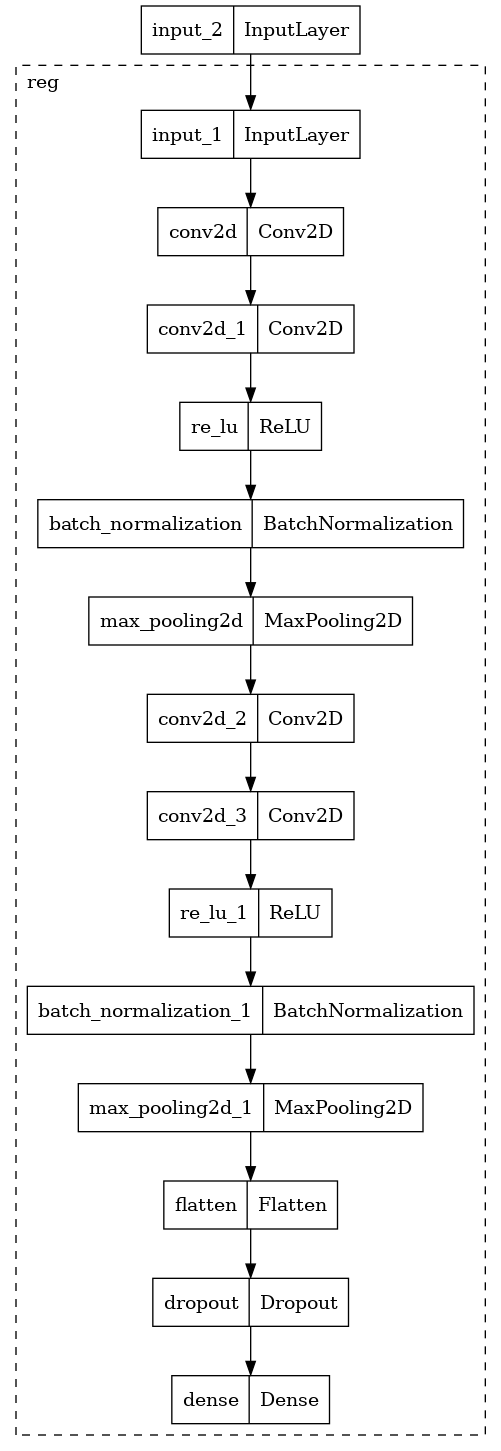 input_2 InputLayer
reg
input_1 InputLayer
conv2d Conv2D
conv2d_1 Conv2D
re_lu ReLU
batch_normalization BatchNormalization
max_pooling2d MaxPooling2D
conv2d_2 Conv2D
conv2d_3 Conv2D
re_lu_1 ReLU
batch_normalization_1 BatchNormalization
max_pooling2d_1 MaxPooling2D
flatten Flatten
dropout Dropout
dense Dense